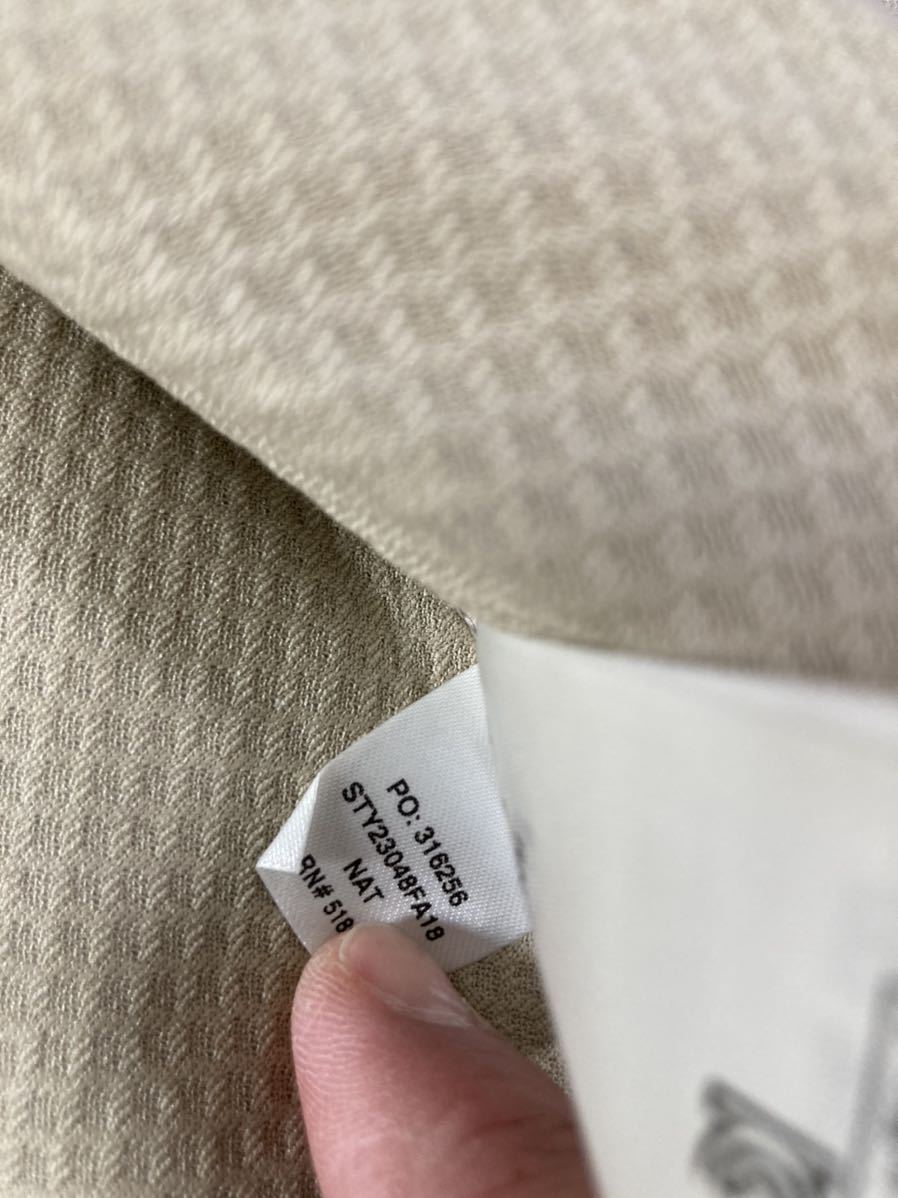 PO: 316256
STY23048FA18
NAT
RN# 518